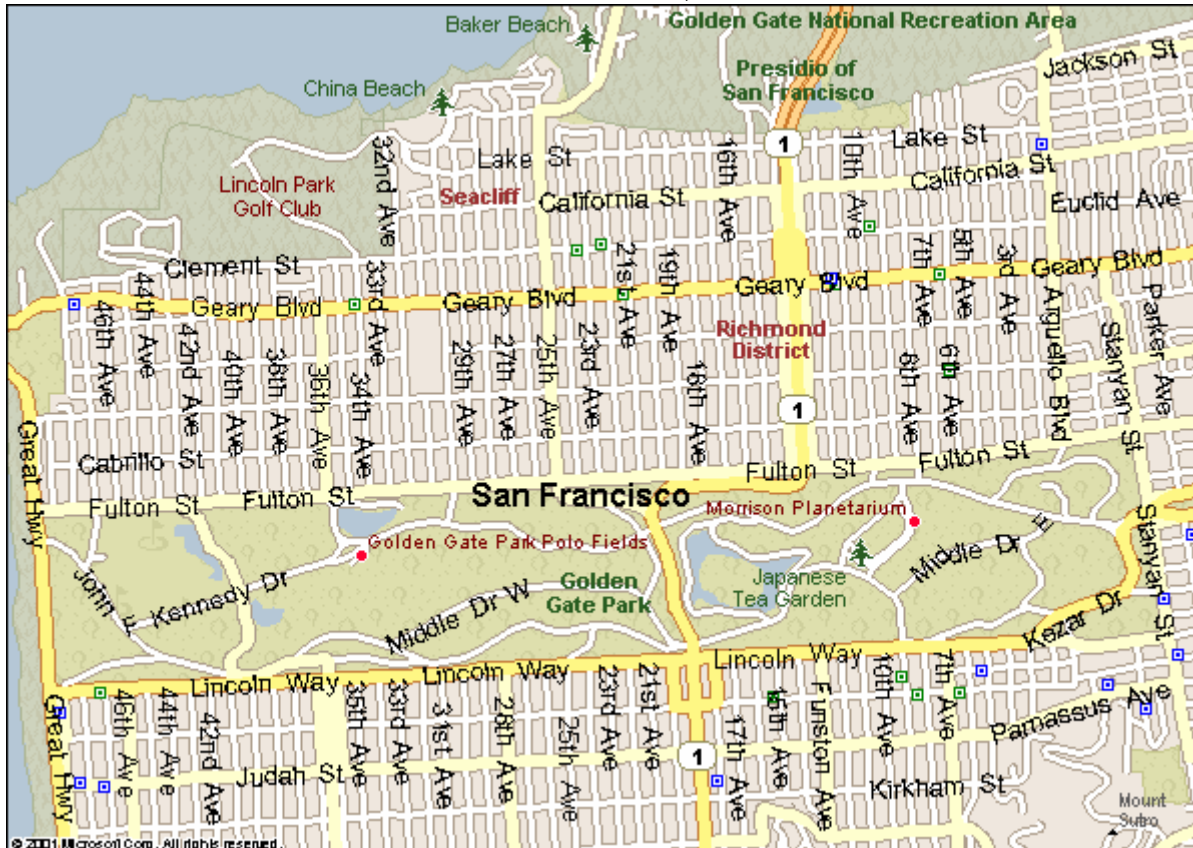 Golden Gate National Recreation Area
Baker Beach
Jackson St
Presidio of
San Francisco
China Beach
1
Lake St
10th Ave
16th Ave
32nd Ave
Lake St
California St
Lincoln Park
Golf Club
Seacliff
California St
Euclid Ave
Clement St
21st Ave
19th Ave
7th Ave
5th Ave
3rd Ave
Geary Blvd
33rd Ave
Geary Blvd
Geary Blvd
Geary Blvd
44th Ave
46th Ave
42nd Ave
40th Ave
38th Ave
36th Ave
34th Ave
29th Ave
27th Ave
25th Ave
23rd Ave
Richmond
District
18th Ave
8th Ave
6th Ave
Arguello Blvd
Stanyan St
Parker Ave
1
Great Hwy
Cabrillo St
Fulton St
Fulton St
San Francisco
Fulton St
Fulton St
Morrison Planetarium
Golden Gate Park Polo Fields
Middle Dr E
Stanyan St
John F Kennedy Dr
Middle Dr W
Golden
Gate Park
Japanese
Tea Garden
Kezar Dr
Lincoln Way
Lincoln Way
Lincoln Way
Great Hwy
46th Ave
44th Ave
42nd Ave
35th Ave
33rd Ave
31st Ave
28th Ave
25th Ave
23rd Ave
21st Ave
17th Ave
15th Ave
Funston Ave
10th Ave
7th Ave
Parnassus Ave
1
Judah St
Kirkham St
Mount
Sutro
© 2001 Microsoft Corp. All rights reserved.